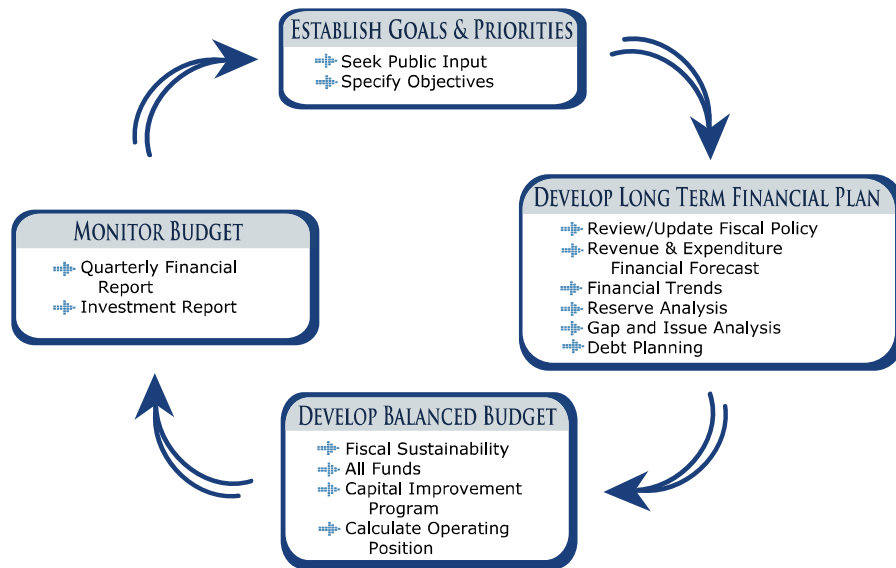 ESTABLISH GOALS & PRIORITIES
Seek Public Input
Specify Objectives
DEVELOP LONG TERM FINANCIAL PLAN
Review/Update Fiscal Policy
Revenue & Expenditure
Financial Forecast
Financial Trends
Reserve Analysis
Gap and Issue Analysis
Debt Planning
DEVELOP BALANCED BUDGET
Fiscal Sustainability
All Funds
Capital Improvement
Program
Calculate Operating
Position
MONITOR BUDGET
Quarterly Financial
Report
Investment Report